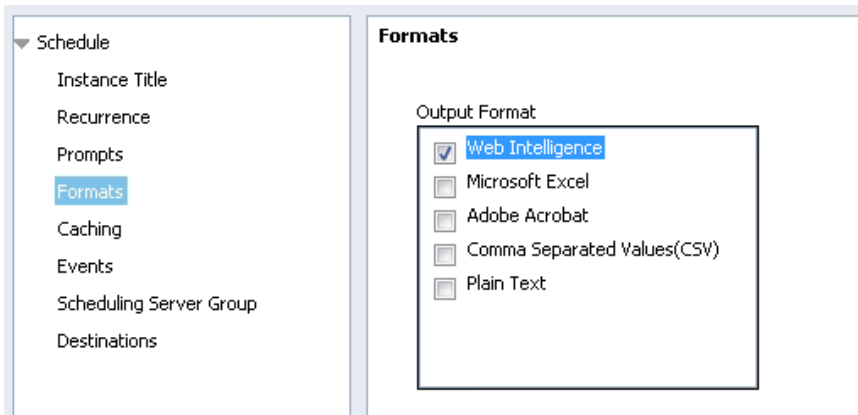 Schedule
Instance Title
Recurrence
Prompts
Formats
Caching
Events
Scheduling Server Group
Destinations
Formats
Output Format
Web Intelligence
Microsoft Excel
Adobe Acrobat
Comma Separated Values(CSV)
Plain Text